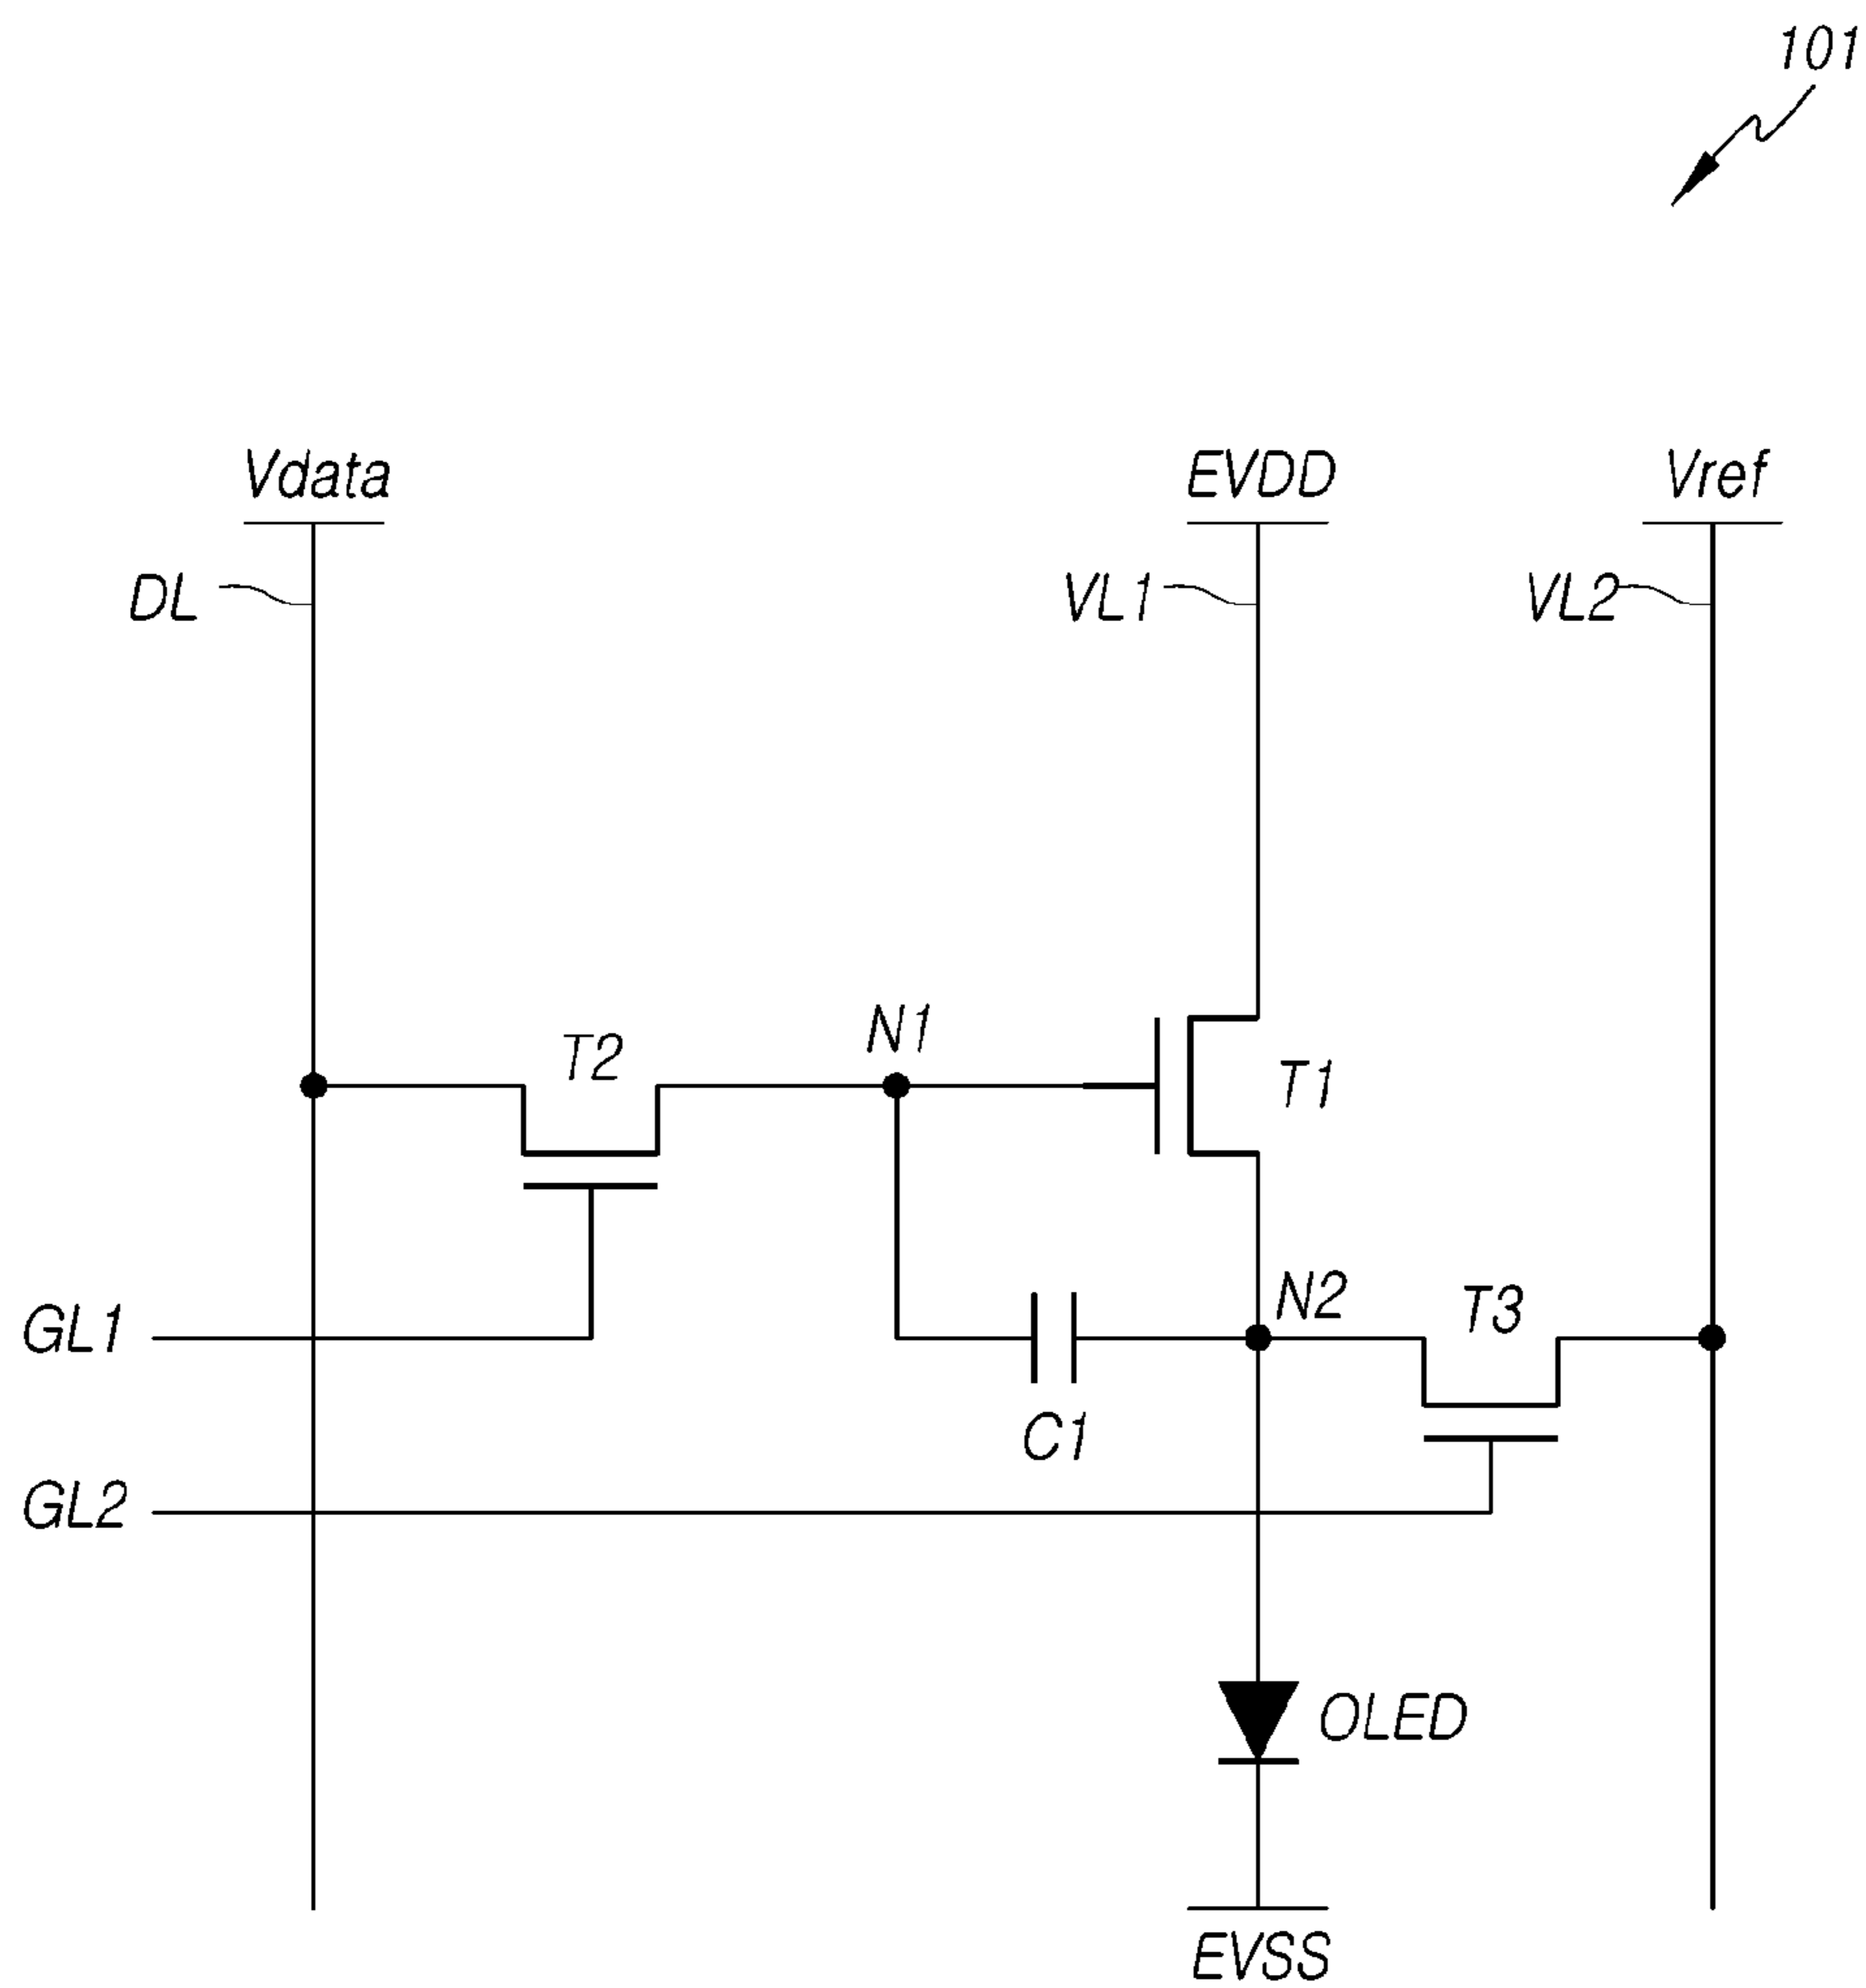 101
Vdata
EVDD
Vref
DL
VL1
VL2
T2
N1
T1
GL1
N2
T3
C1
GL2
OLED
EVSS